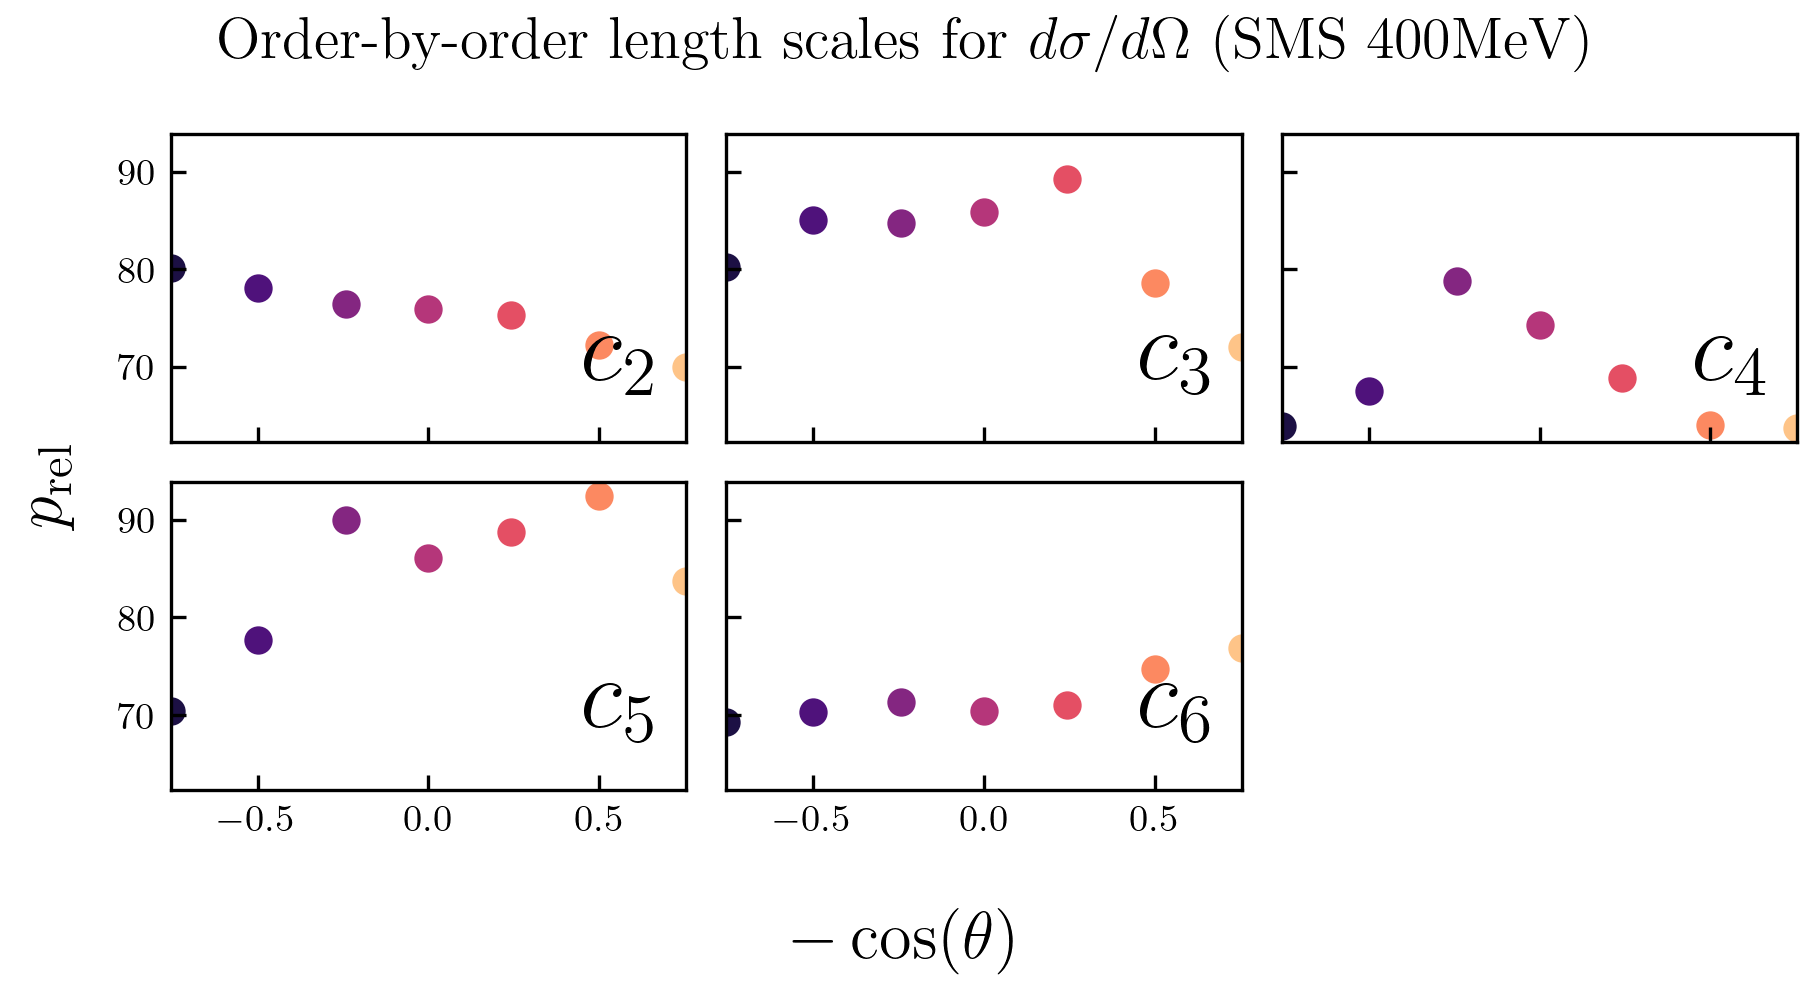 Order-by-order length scales for dσ/dΩ (SMS 400MeV)
90
80
70
c₂
c₃
c₄
p_rel
90
80
70
c₅
c₆
−0.5 0.0 0.5
−0.5 0.0 0.5
− cos(θ)